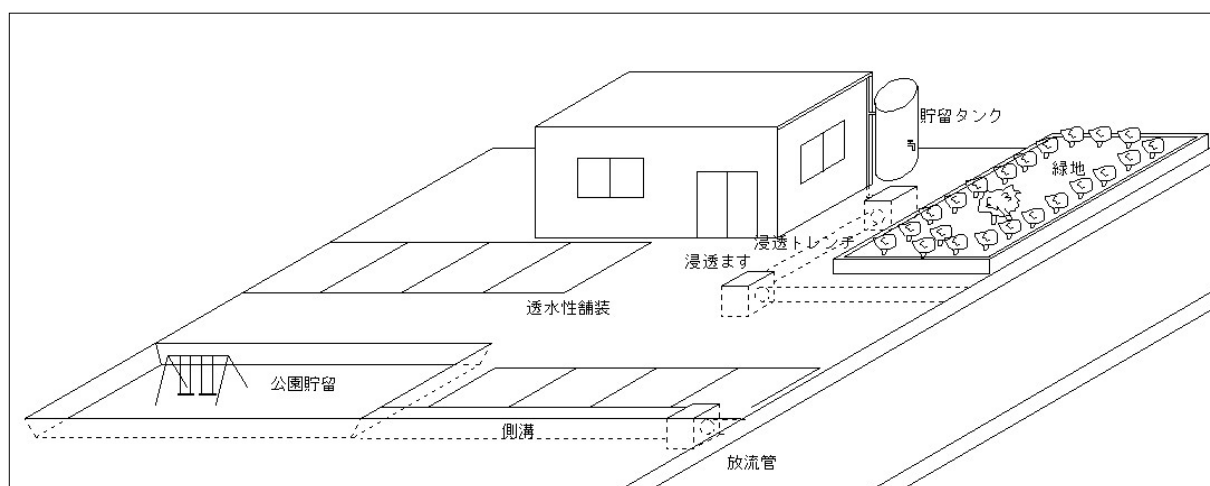 貯留タンク
緑地
浸透トレンチ
浸透ます
透水性舗装
公園貯留
側溝
放流管